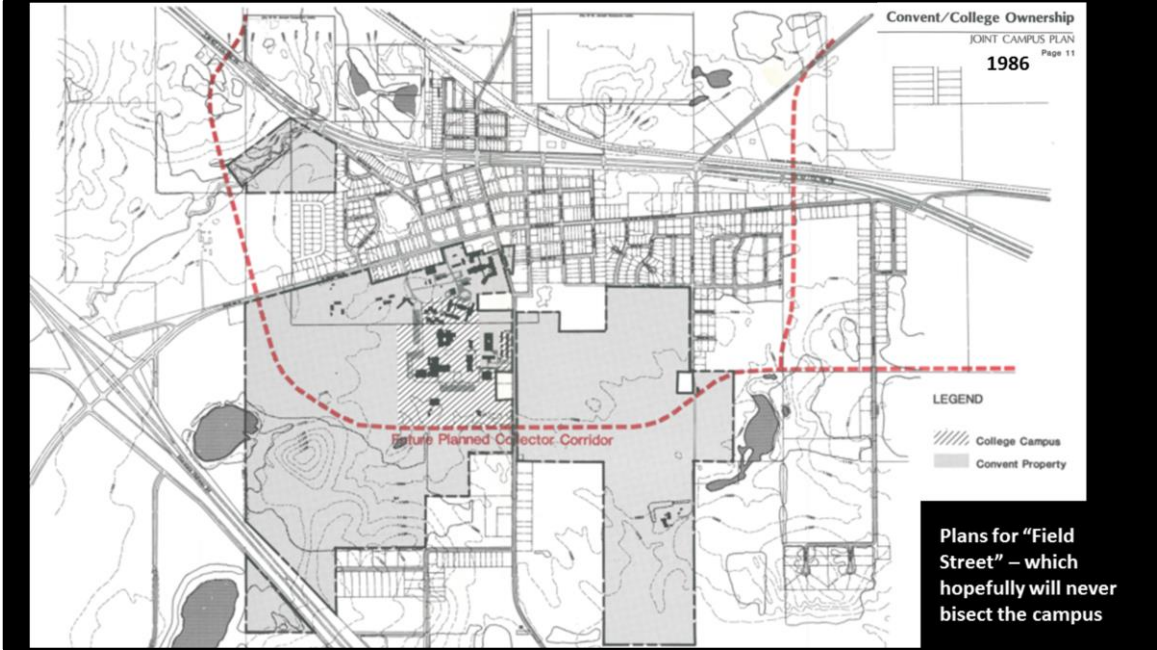 Convent/College Ownership
JOINT CAMPUS PLAN
Page 11
1986
Future Planned Collector Corridor
LEGEND
College Campus
Convent Property
Plans for “Field
Street” – which
hopefully will never
bisect the campus